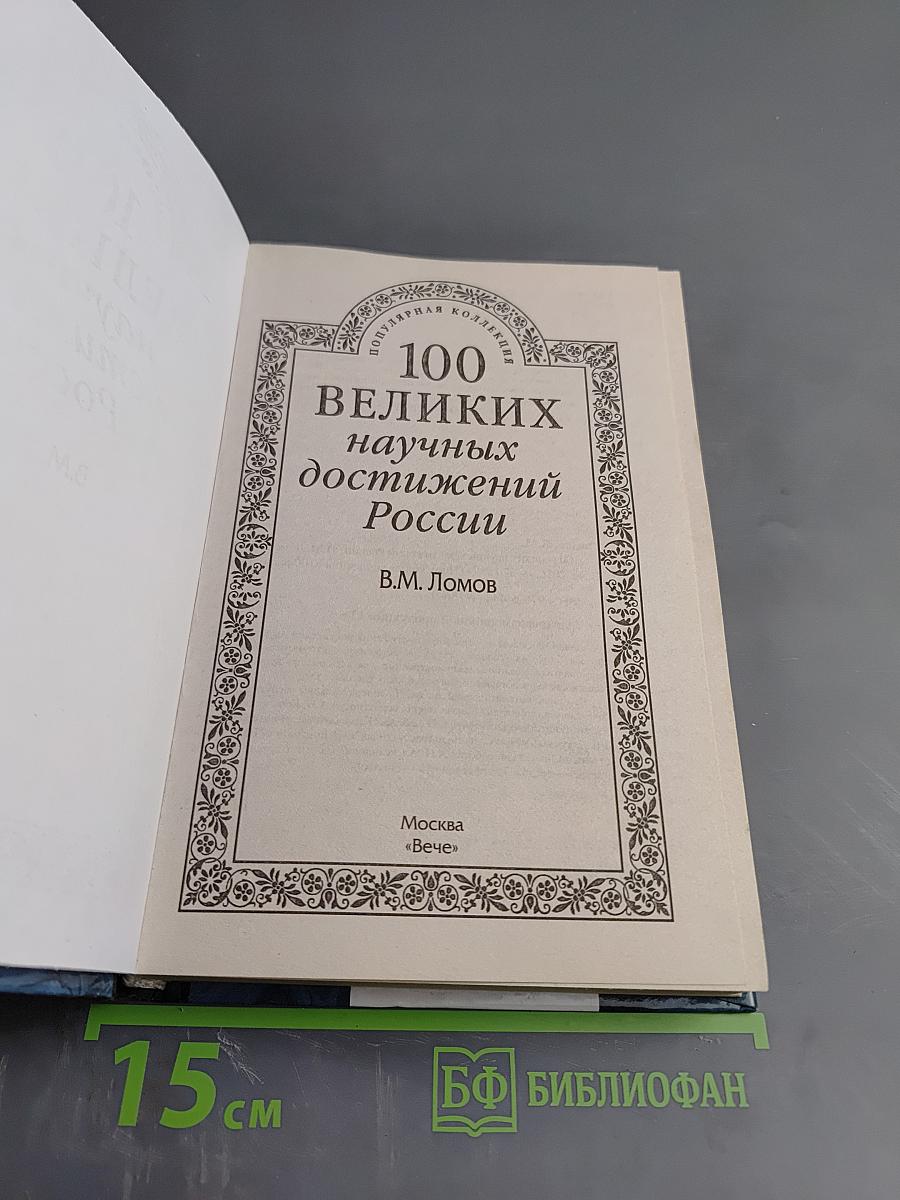 ПОПУЛЯРНАЯ КОЛЛЕКЦИЯ
100
ВЕЛИКИХ
научных
достижений
России
В.М. Ломов
Москва
«Вече»
15 см
БФ БИБЛИОФАН